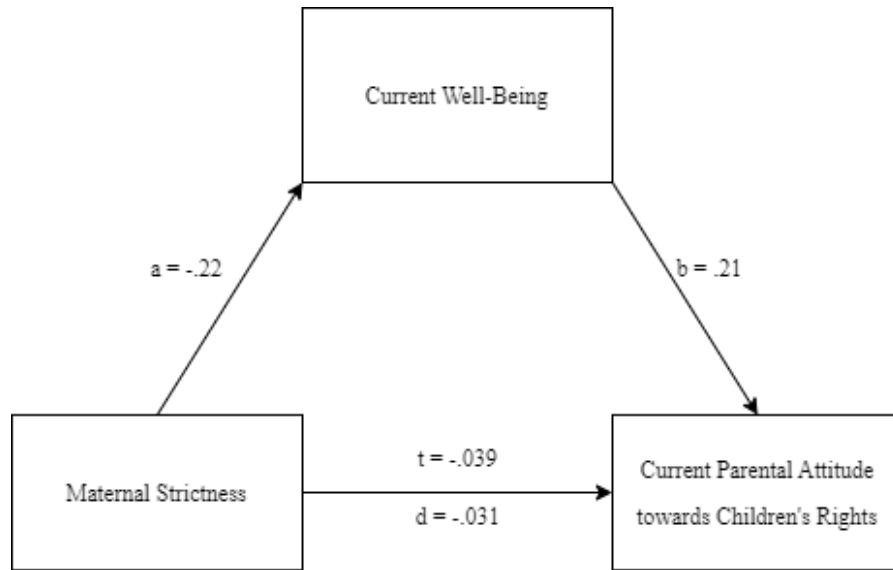 Current Well-Being
a = -.22
b = .21
t = -.039
Maternal Strictness
d = -.031
Current Parental Attitude
towards Children's Rights